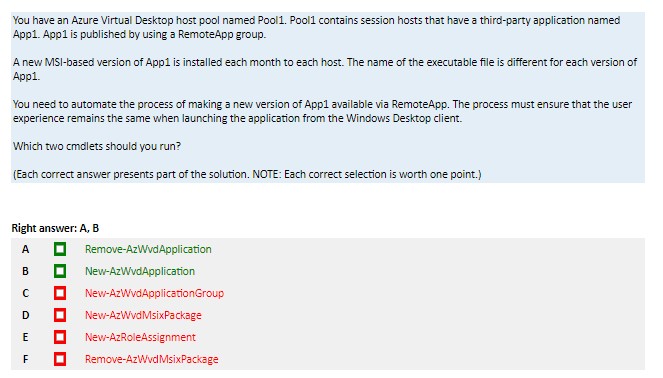 You have an Azure Virtual Desktop host pool named Pool1. Pool1 contains session hosts that have a third-party application named
App1. App1 is published by using a RemoteApp group.
A new MSI-based version of App1 is installed each month to each host. The name of the executable file is different for each version of
App1.
You need to automate the process of making a new version of App1 available via RemoteApp. The process must ensure that the user
experience remains the same when launching the application from the Windows Desktop client.
Which two cmdlets should you run?
(Each correct answer presents part of the solution. NOTE: Each correct selection is worth one point.)
Right answer: A, B
A Remove-AzWvdApplication
B New-AzWvdApplication
C New-AzWvdApplicationGroup
D New-AzWvdMsixPackage
E New-AzRoleAssignment
F Remove-AzWvdMsixPackage